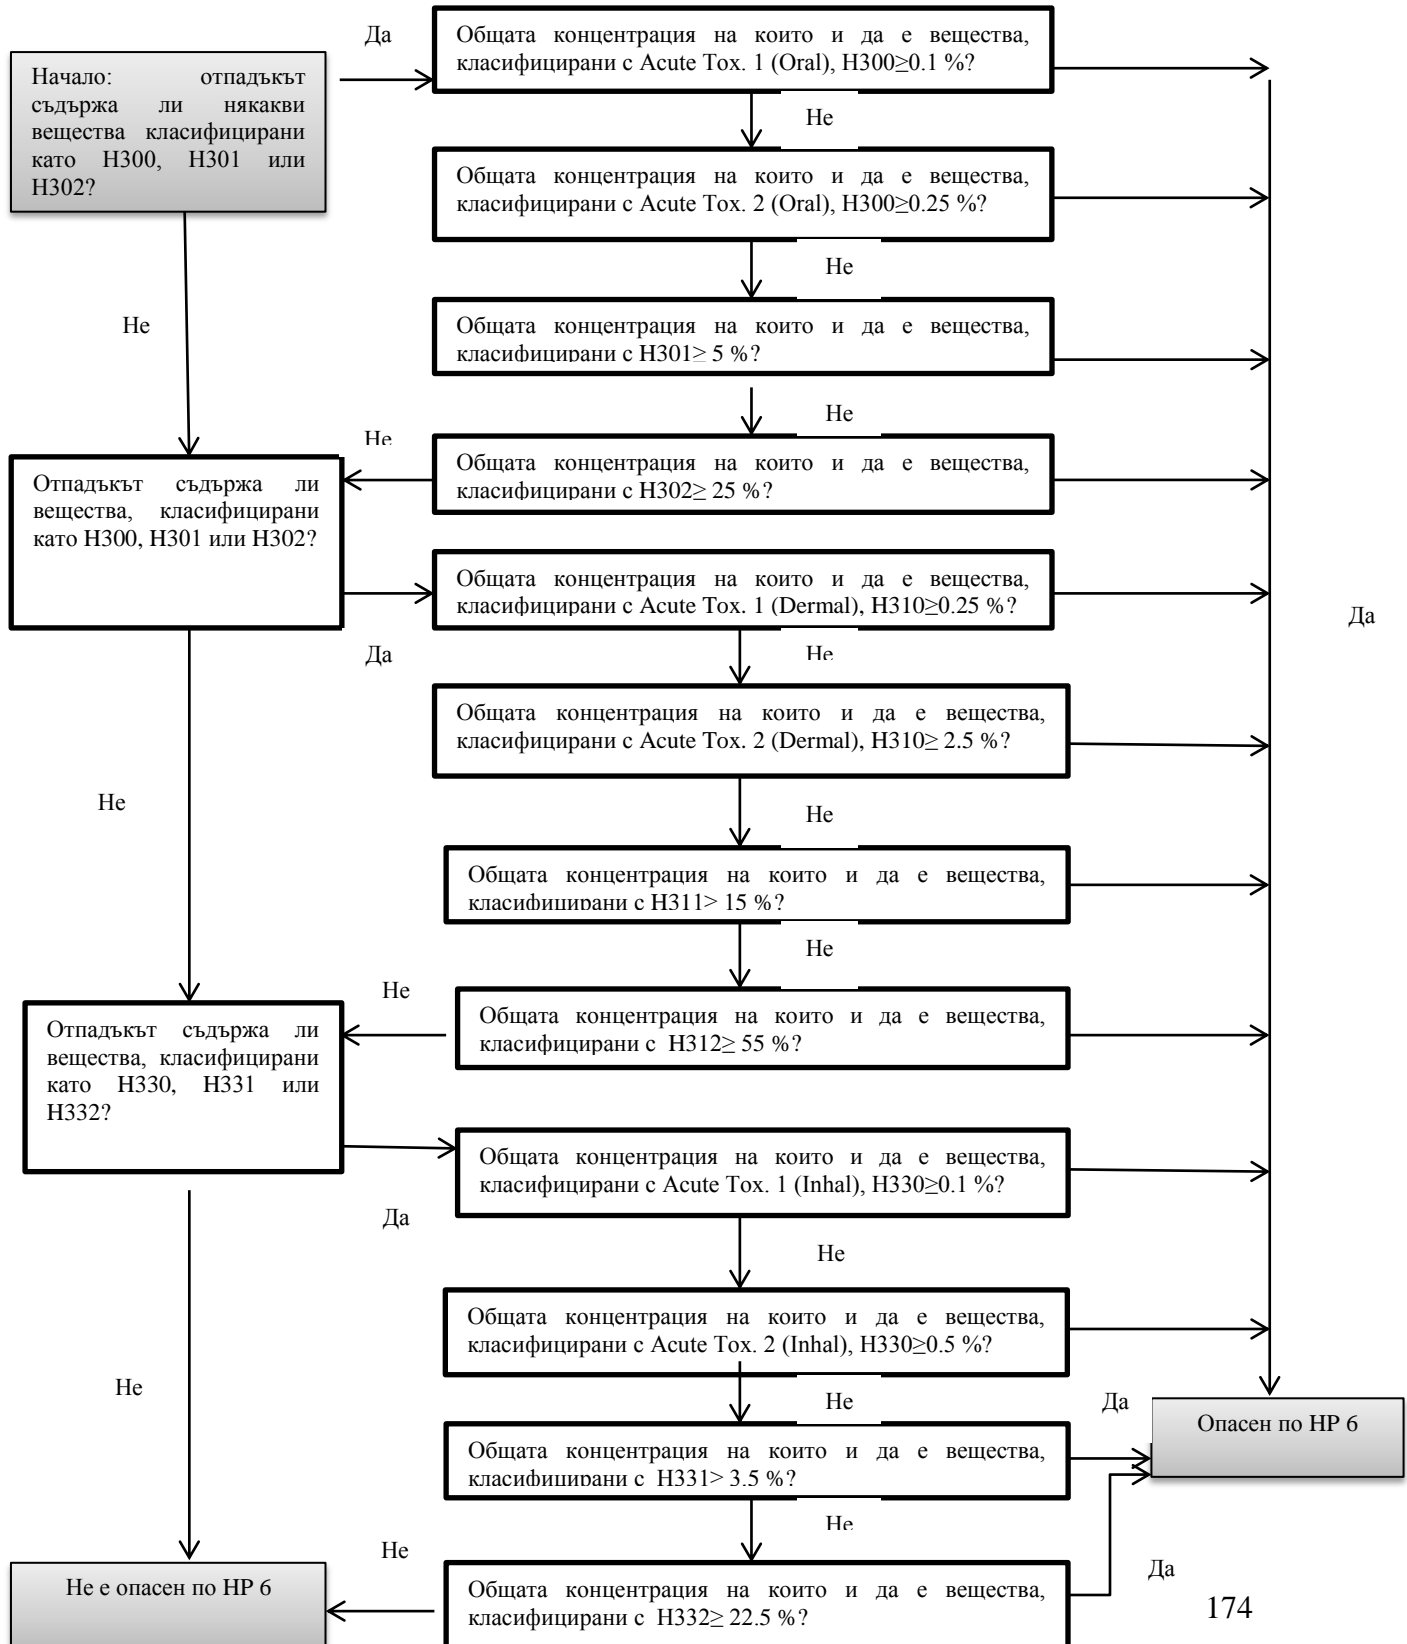 Да
Общата концентрация на които и да е вещества,
класифицирани с Acute Tox. 1 (Oral), H300≥0.1 %?
Начало: отпадъкът
съдържа ли някакви
вещества класифицирани
като H300, H301 или
H302?
Не
Общата концентрация на които и да е вещества,
класифицирани с Acute Tox. 2 (Oral), H300≥0.25 %?
Не
Не
Общата концентрация на които и да е вещества,
класифицирани с H301≥ 5 %?
Не
Не
Общата концентрация на които и да е вещества,
класифицирани с H302≥ 25 %?
Отпадъкът съдържа ли
вещества, класифицирани
като H300, H301 или H302?
Общата концентрация на които и да е вещества,
класифицирани с Acute Tox. 1 (Dermal), H310≥0.25 %?
Да
Да
Не
Общата концентрация на които и да е вещества,
класифицирани с Acute Tox. 2 (Dermal), H310≥ 2.5 %?
Не
Не
Общата концентрация на които и да е вещества,
класифицирани с H311> 15 %?
Не
Не
Общата концентрация на които и да е вещества,
класифицирани с H312≥ 55 %?
Отпадъкът съдържа ли
вещества, класифицирани
като H330, H331 или
H332?
Общата концентрация на които и да е вещества,
класифицирани с Acute Tox. 1 (Inhal), H330≥0.1 %?
Да
Не
Общата концентрация на които и да е вещества,
класифицирани с Acute Tox. 2 (Inhal), H330≥0.5 %?
Не
Не
Да
Опасен по HP 6
Общата концентрация на които и да е вещества,
класифицирани с H331> 3.5 %?
Не
Не
Да
Не е опасен по HP 6
Общата концентрация на които и да е вещества,
класифицирани с H332≥ 22.5 %?
174